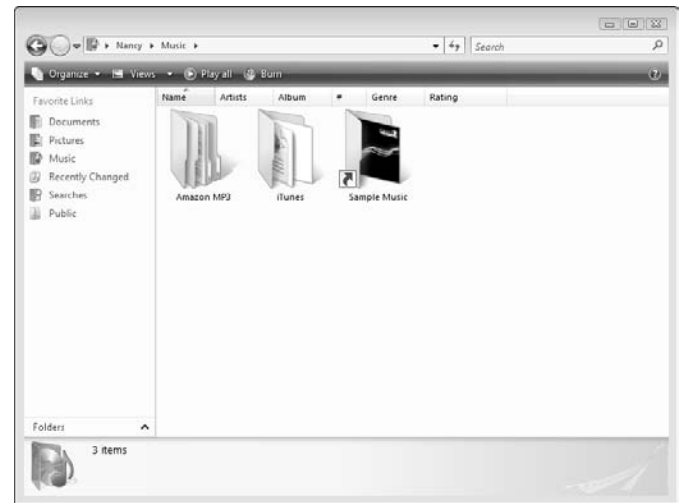 Nancy Music Search
Organize Views Play all Burn
Favorite Links
Name Artists Album # Genre Rating
Documents
Pictures
Music
Recently Changed
Searches
Public
Amazon MP3 iTunes Sample Music
Folders
3 items